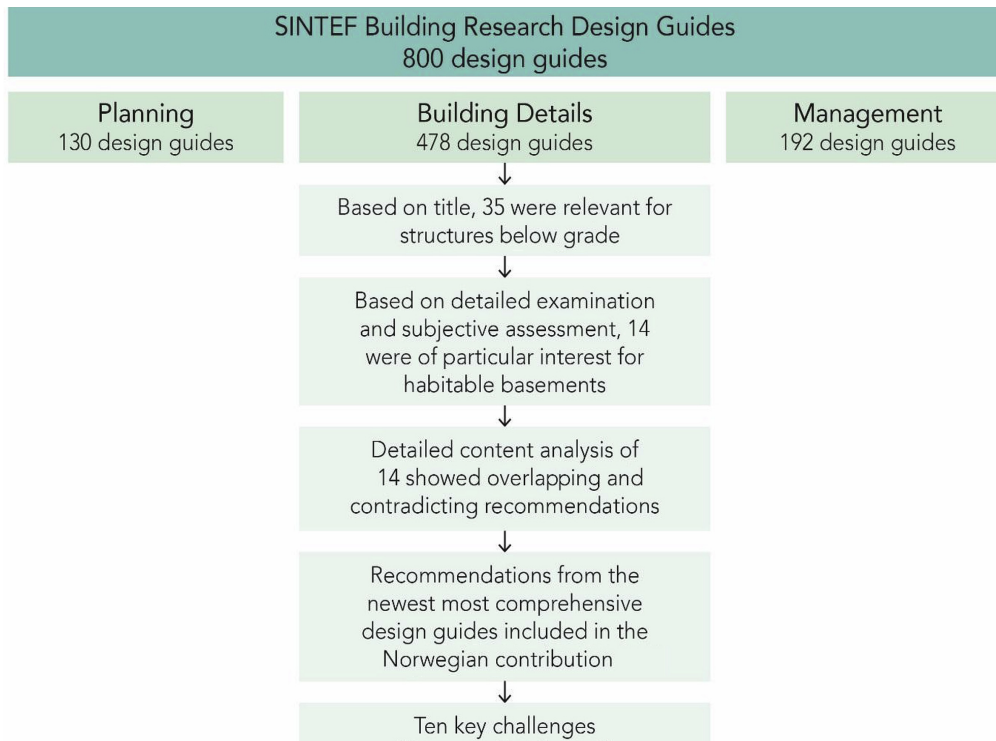 SINTEF Building Research Design Guides
800 design guides
Planning
130 design guides
Building Details
478 design guides
Management
192 design guides
Based on title, 35 were relevant for
structures below grade
Based on detailed examination
and subjective assessment, 14
were of particular interest for
habitable basements
Detailed content analysis of
14 showed overlapping and
contradicting recommendations
Recommendations from the
newest most comprehensive
design guides included in the
Norwegian contribution
Ten key challenges